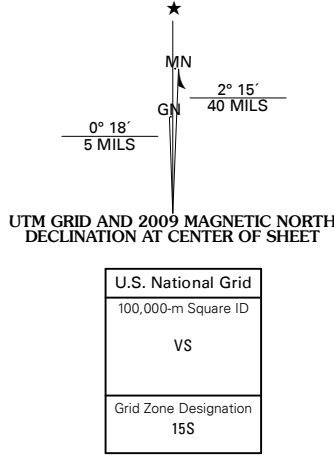 ★
MN
GN
2° 15´
40 MILS
0° 18´
5 MILS
UTM GRID AND 2009 MAGNETIC NORTH
DECLINATION AT CENTER OF SHEET
U.S. National Grid
100,000-m Square ID
VS
Grid Zone Designation
15S